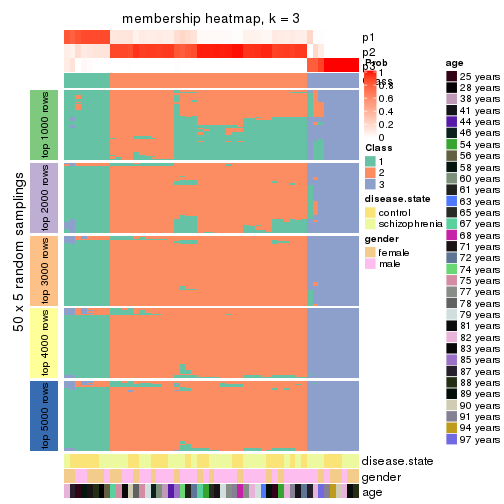 membership heatmap, k = 3
p1
p2
p3
Class
50 x 5 random samplings
top 1000 rows
top 2000 rows
top 3000 rows
top 4000 rows
top 5000 rows
disease.state
gender
age
Prob
1
0.8
0.6
0.4
0.2
0
Class
1
2
3
disease.state
control
schizophrenia
gender
female
male
age
25 years
28 years
38 years
41 years
44 years
46 years
54 years
56 years
58 years
60 years
61 years
63 years
65 years
67 years
68 years
71 years
72 years
74 years
75 years
77 years
78 years
79 years
81 years
82 years
83 years
85 years
87 years
88 years
89 years
90 years
91 years
94 years
97 years